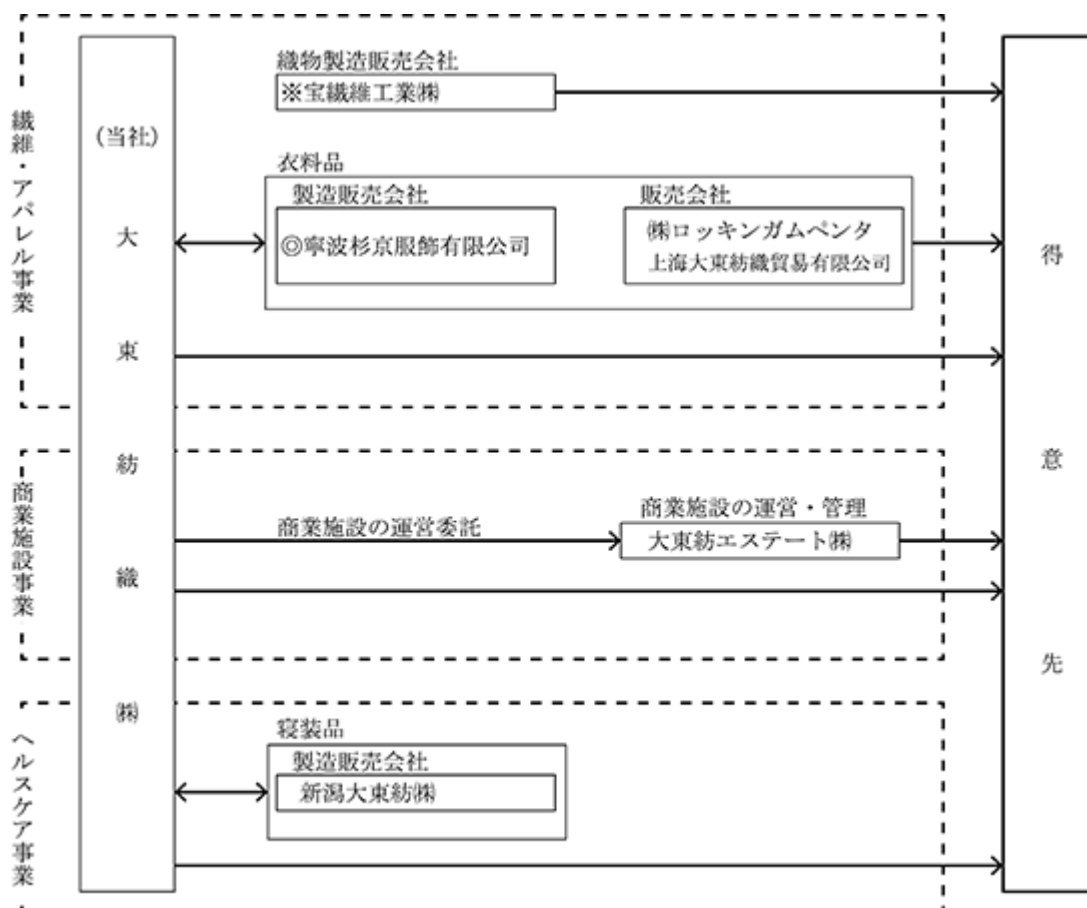 繊維・アパレル事業
(当社)
大東紡織㈱
織物製造販売会社
※宝繊維工業㈱
衣料品
製造販売会社
◎寧波杉京服飾有限公司
販売会社
㈱ロッキンガムペンタ
上海大東紡織貿易有限公司
得意先
商業施設事業
商業施設の運営委託
商業施設の運営・管理
大東紡エステート㈱
ヘルスケア事業
寝装品
製造販売会社
新潟大東紡㈱